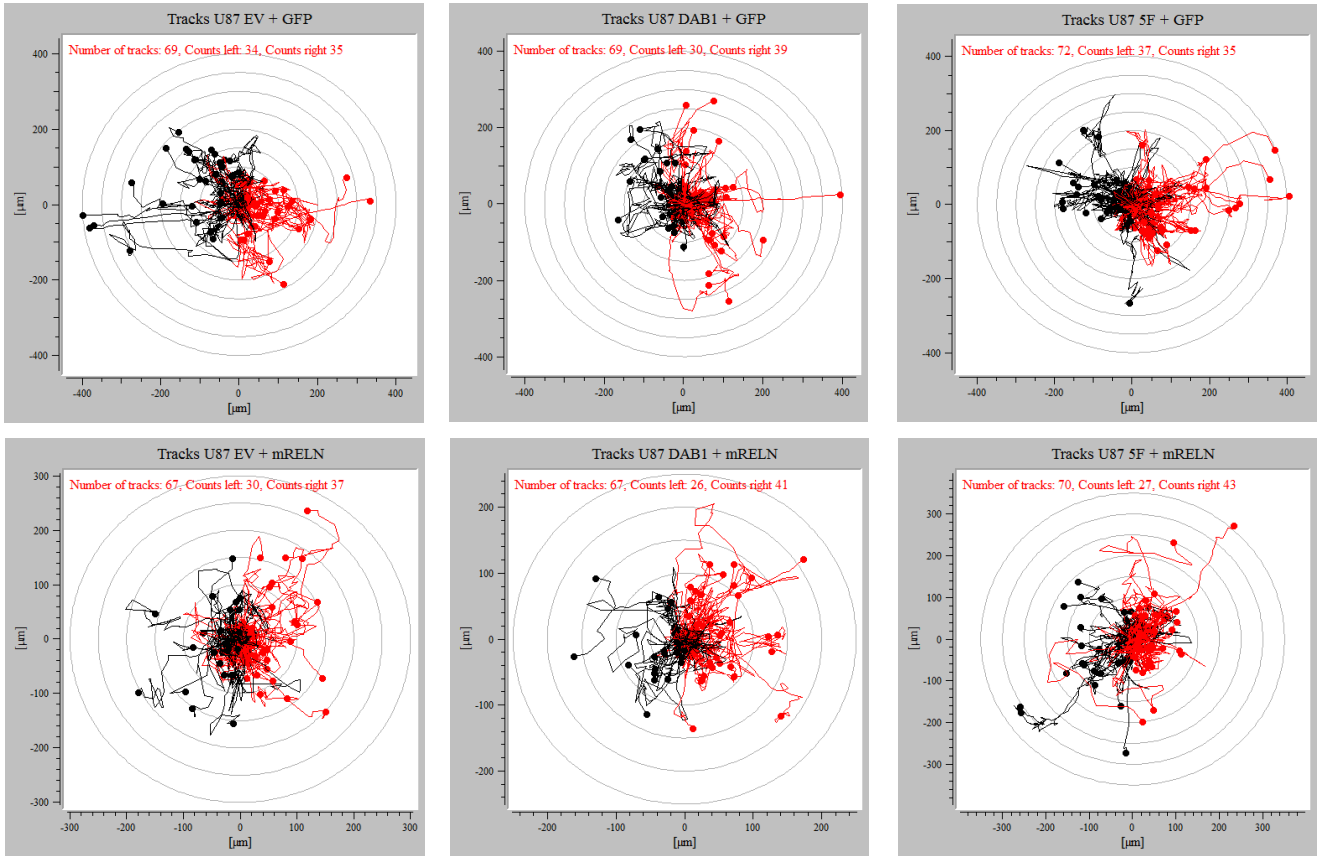 Tracks U87 EV + GFP
Number of tracks: 69, Counts left: 34, Counts right 35
400
200
0
-200
-400
[µm]
-400 -200 0 200 400
[µm]
Tracks U87 DAB1 + GFP
Number of tracks: 69, Counts left: 30, Counts right 39
400
200
0
-200
-400
[µm]
-400 -200 0 200 400
[µm]
Tracks U87 5F + GFP
Number of tracks: 72, Counts left: 37, Counts right 35
400
200
0
-200
-400
[µm]
-400 -200 0 200 400
[µm]
Tracks U87 EV + mRELN
Number of tracks: 67, Counts left: 30, Counts right 37
300
200
100
0
-100
-200
-300
[µm]
-300 -200 -100 0 100 200 300
[µm]
Tracks U87 DAB1 + mRELN
Number of tracks: 67, Counts left: 26, Counts right 41
200
100
0
-100
-200
[µm]
-200 -100 0 100 200
[µm]
Tracks U87 5F + mRELN
Number of tracks: 70, Counts left: 27, Counts right 43
300
200
100
0
-100
-200
-300
[µm]
-300 -200 -100 0 100 200 300
[µm]